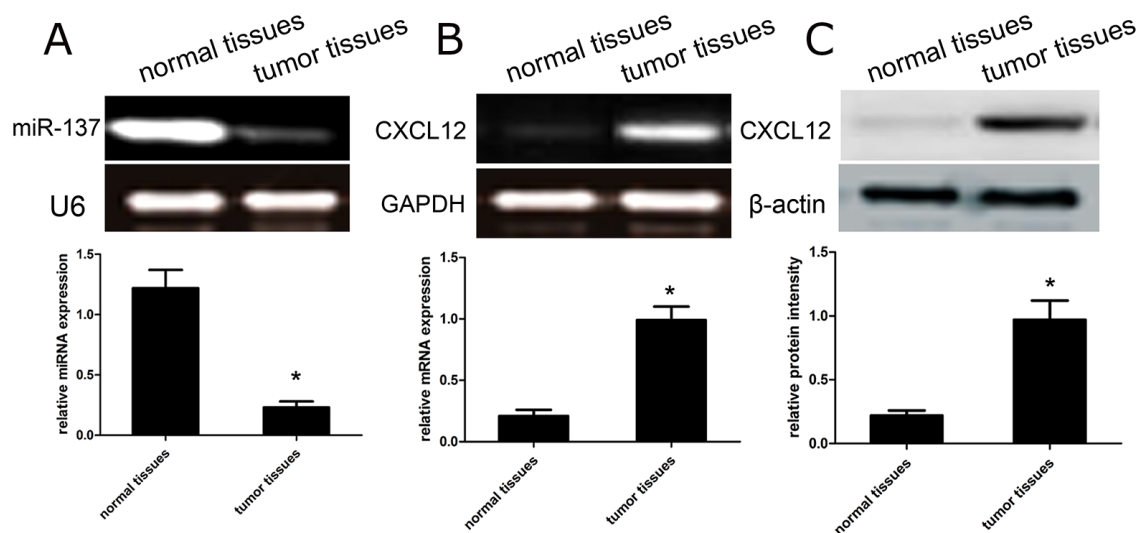 A
normal tissues
tumor tissues
miR-137
U6
relative miRNA expression
1.5
1.0
0.5
0.0
*
normal tissues
tumor tissues
B
normal tissues
tumor tissues
CXCL12
GAPDH
relative mRNA expression
1.5
1.0
0.5
0.0
*
normal tissues
tumor tissues
C
normal tissues
tumor tissues
CXCL12
β-actin
relative protein intensity
1.5
1.0
0.5
0.0
*
normal tissues
tumor tissues